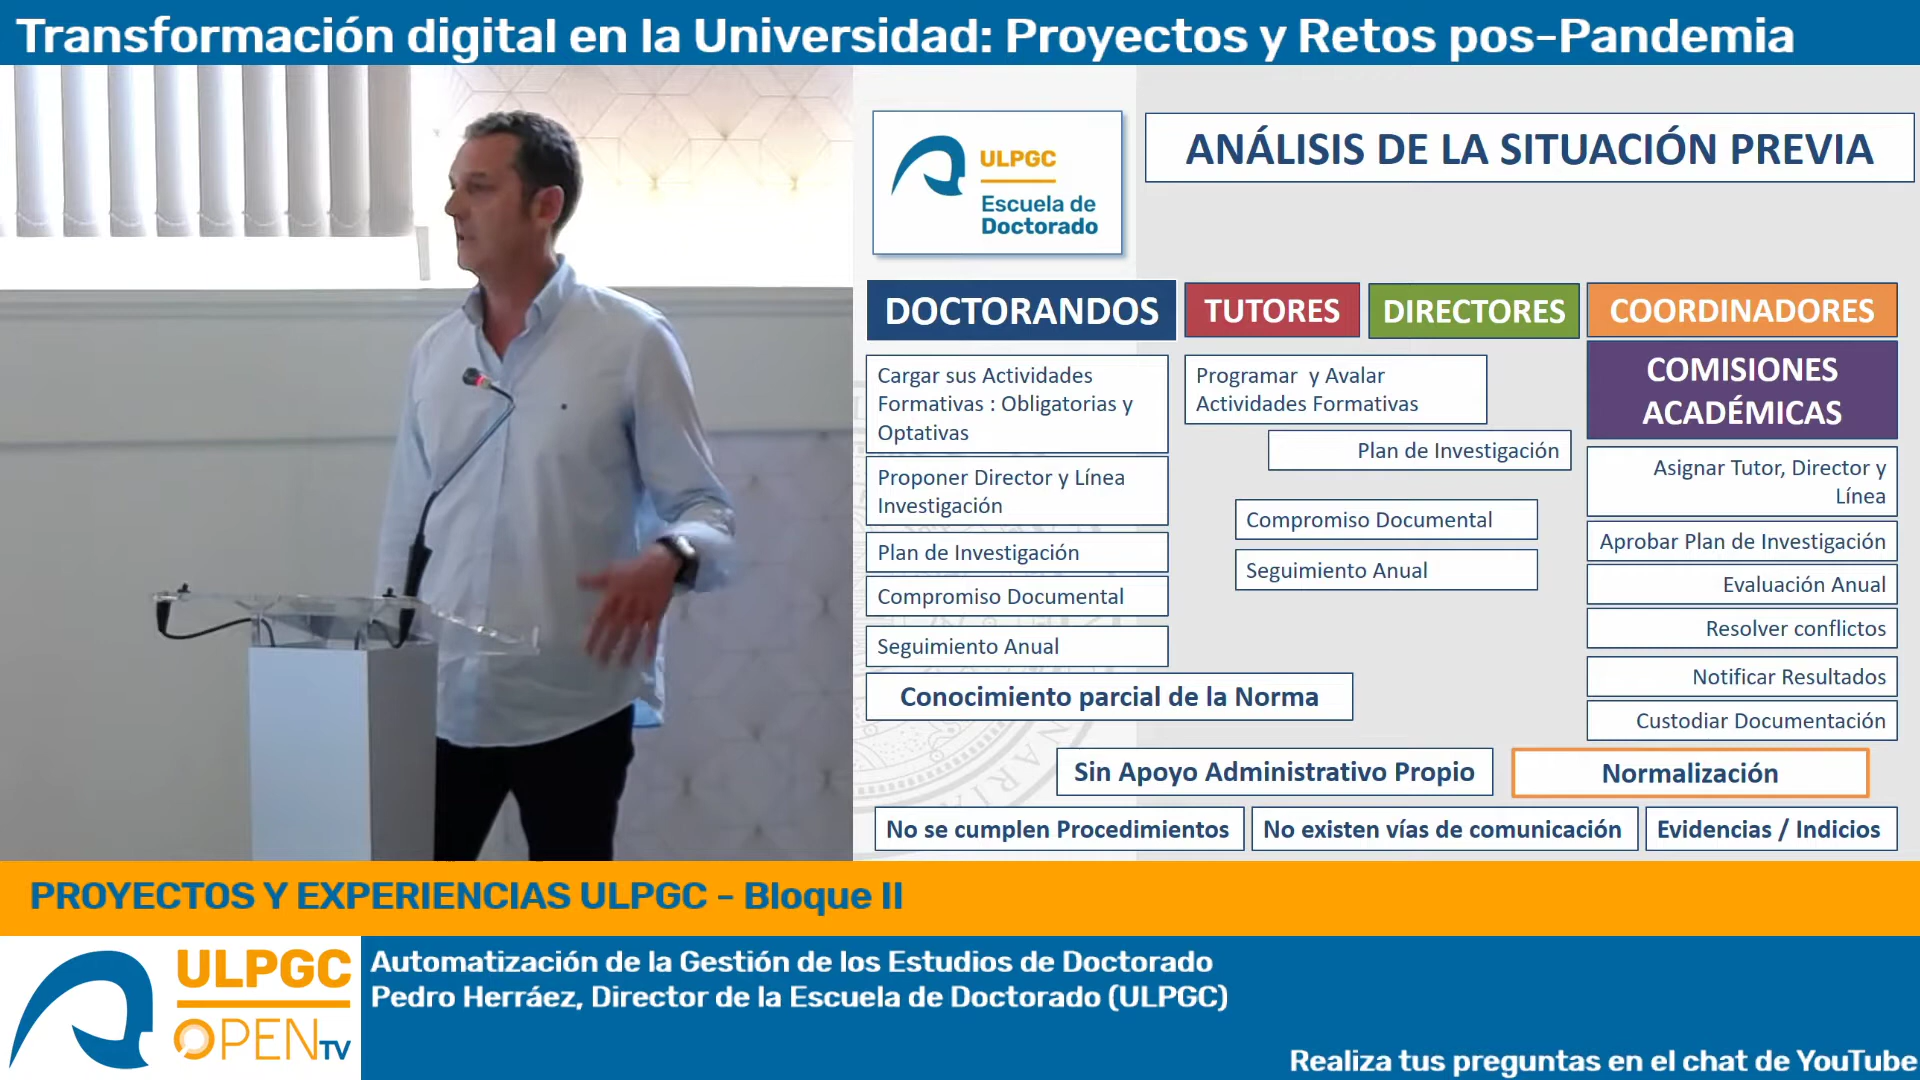 Transformación digital en la Universidad: Proyectos y Retos pos-Pandemia
ULPGC
Escuela de
Doctorado
ANÁLISIS DE LA SITUACIÓN PREVIA
DOCTORANDOS
Cargar sus Actividades
Formativas : Obligatorias y
Optativas
Proponer Director y Línea
Investigación
Plan de Investigación
Compromiso Documental
Seguimiento Anual
TUTORES
DIRECTORES
Programar y Avalar
Actividades Formativas
Plan de Investigación
Compromiso Documental
Seguimiento Anual
COORDINADORES
COMISIONES
ACADÉMICAS
Asignar Tutor, Director y
Línea
Aprobar Plan de Investigación
Evaluación Anual
Resolver conflictos
Notificar Resultados
Custodiar Documentación
Conocimiento parcial de la Norma
Sin Apoyo Administrativo Propio
Normalización
No se cumplen Procedimientos
No existen vías de comunicación
Evidencias / Indicios
PROYECTOS Y EXPERIENCIAS ULPGC - Bloque II
ULPGC
OPEN TV
Automatización de la Gestión de los Estudios de Doctorado
Pedro Herráez, Director de la Escuela de Doctorado (ULPGC)
Realiza tus preguntas en el chat de YouTube